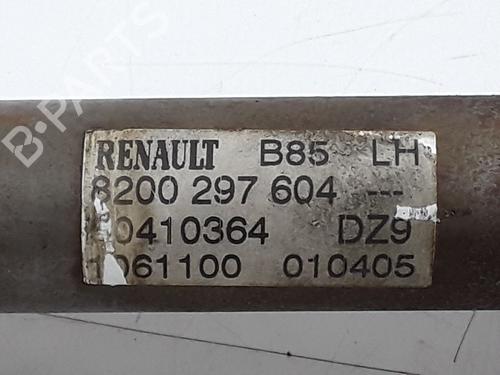 B-PARTS
RENAULT B85 LH
8200 297 604 ---
0410364 DZ9
061100 010405